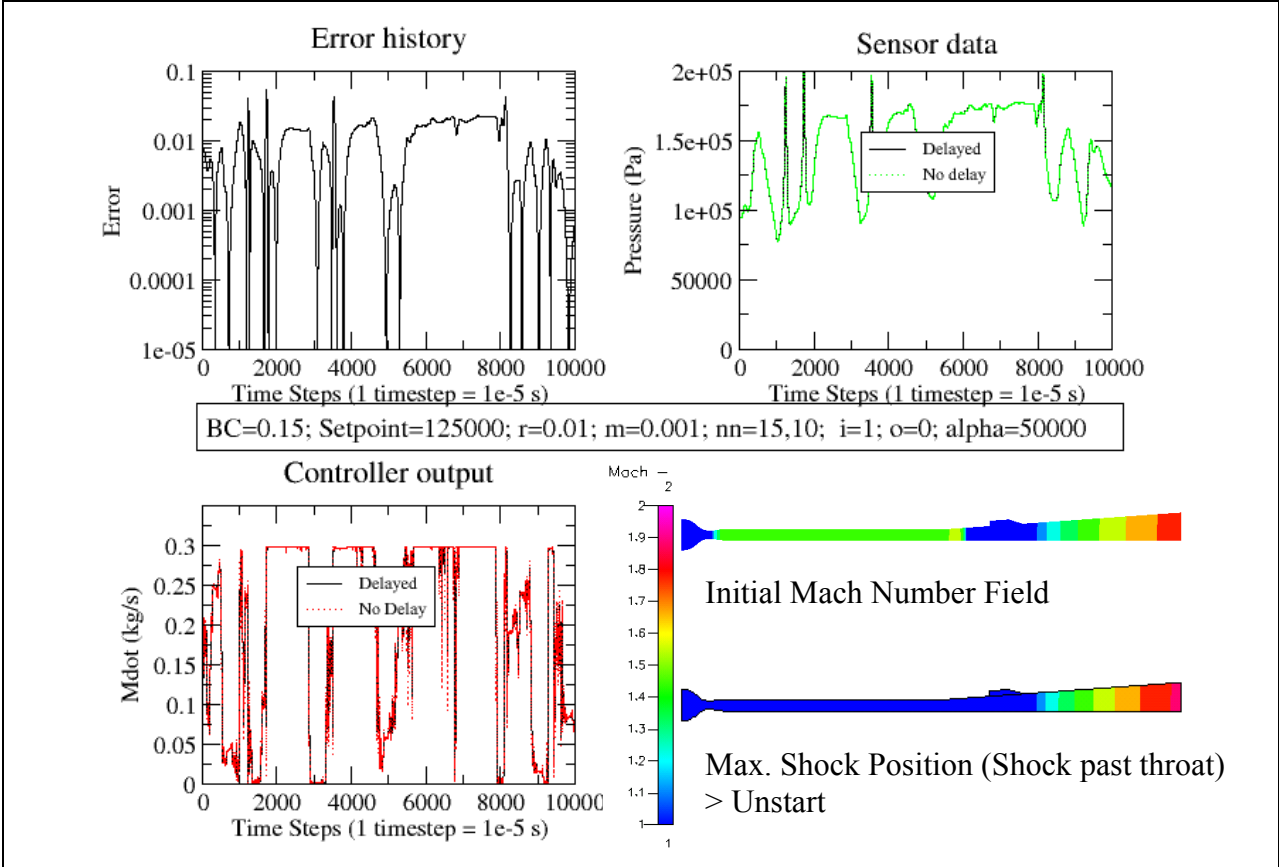 Error history
0.1
0.01
0.001
0.0001
1e-05
Error
0 2000 4000 6000 8000 10000
Time Steps (1 timestep = 1e-5 s)
Sensor data
2e+05
1.5e+05
1e+05
50000
0
Pressure (Pa)
Delayed
No delay
0 2000 4000 6000 8000 10000
Time Steps (1 timestep = 1e-5 s)
BC=0.15; Setpoint=125000; r=0.01; m=0.001; nn=15,10; i=1; o=0; alpha=50000
Controller output
0.3
0.25
0.2
0.15
0.1
0.05
0
Mdot (kg/s)
Delayed
No Delay
0 2000 4000 6000 8000 10000
Time Steps (1 timestep = 1e-5 s)
Mach
2
2
1.9
1.8
1.7
1.6
1.5
1.4
1.3
1.2
1.1
1
1
Initial Mach Number Field
Max. Shock Position (Shock past throat)
> Unstart